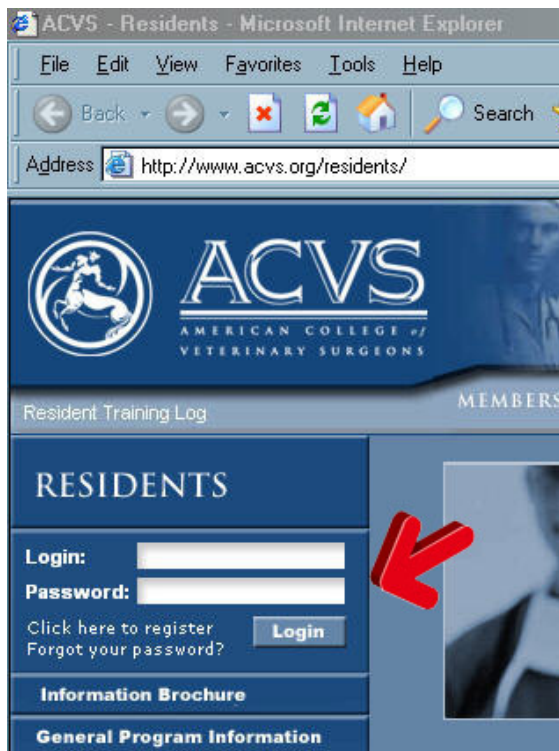 ACVS - Residents - Microsoft Internet Explorer
File Edit View Favorites Tools Help
Back Search
Address http://www.acvs.org/residents/
ACVS
AMERICAN COLLEGE of
VETERINARY SURGEONS
MEMBERS
Resident Training Log
RESIDENTS
Login:
Password:
Click here to register
Login
Forgot your password?
Information Brochure
General Program Information